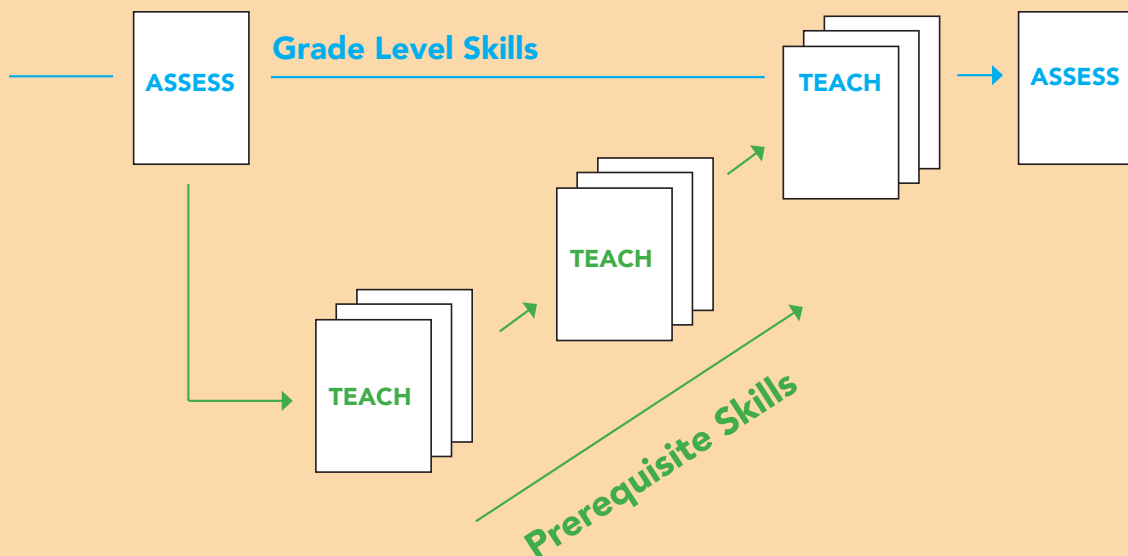 Grade Level Skills
ASSESS
TEACH
ASSESS
TEACH
TEACH
Prerequisite Skills